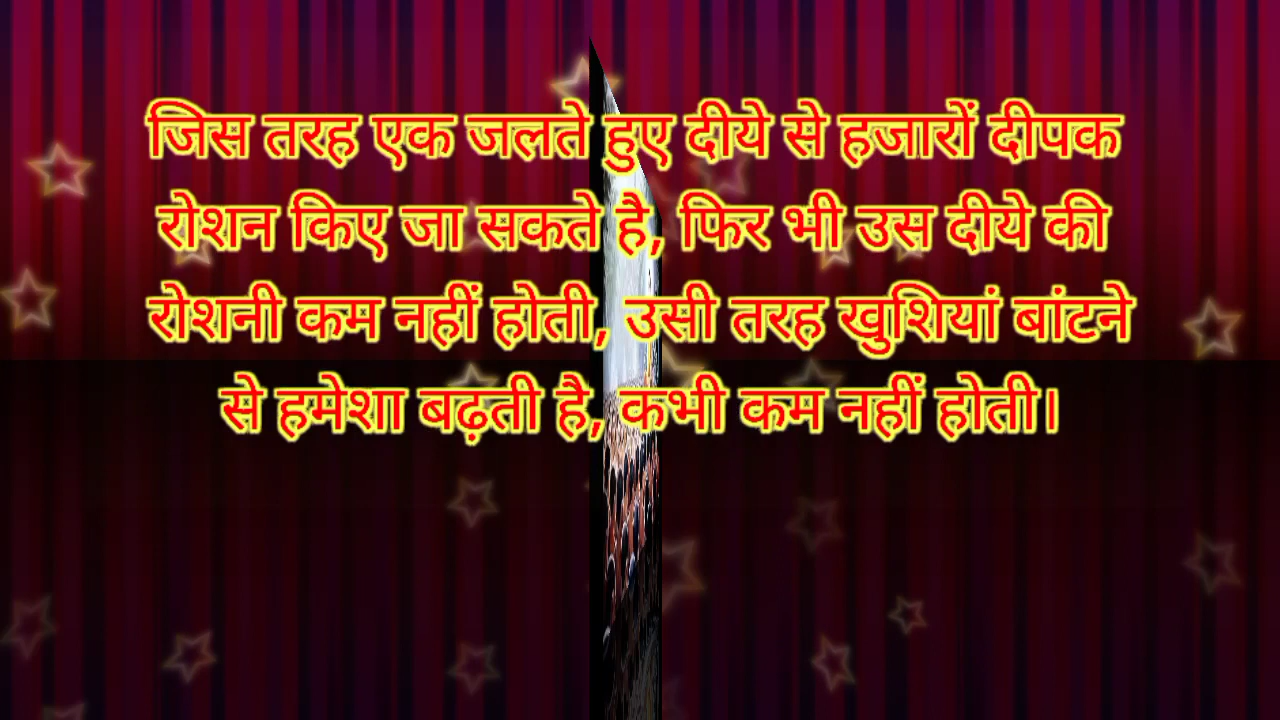 जिस तरह एक जलते हुए दीये से हजारों दीपक
रोशन किए जा सकते है, फिर भी उस दीये की
रोशनी कम नहीं होती, उसी तरह खुशियां बांटने
से हमेशा बढ़ती है, कभी कम नहीं होती।